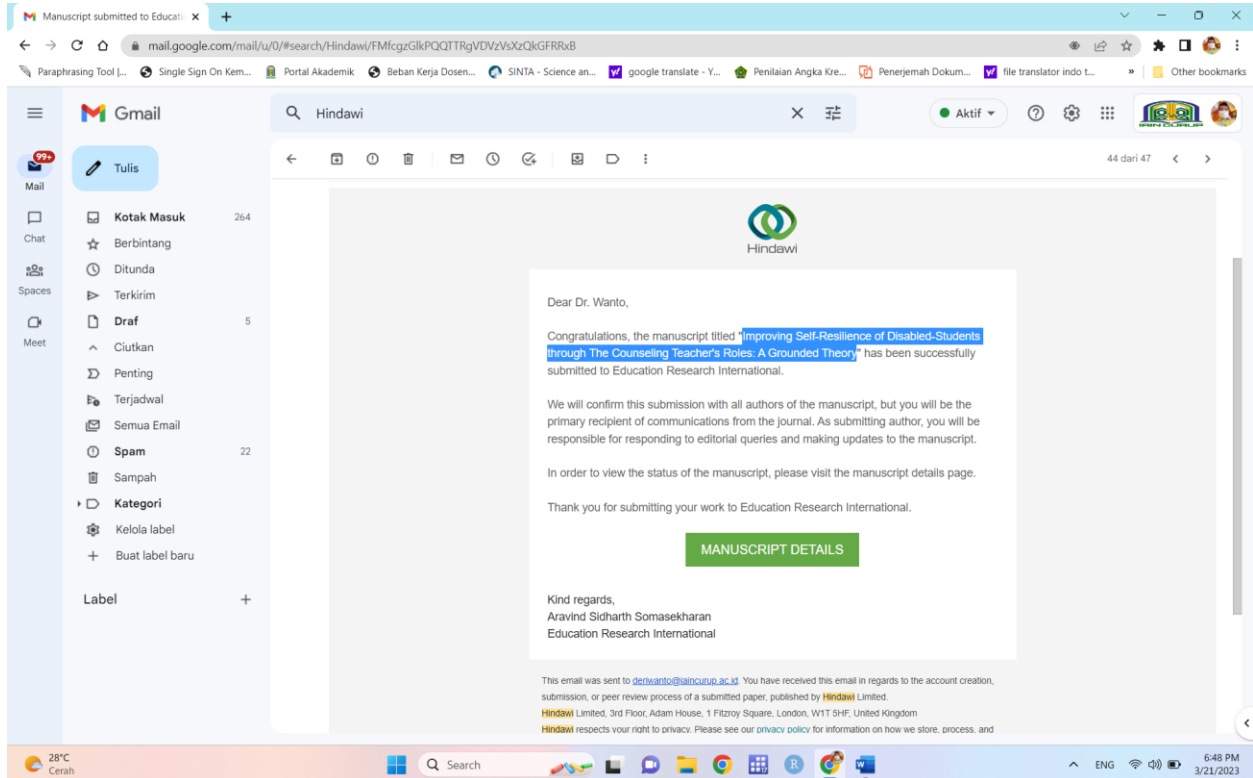 Manuscript submitted to Educati
mail.google.com/mail/u/0/#search/Hindawi/FMfcgzGlkPQQTTRgVDVzVsXzQkGFRRxB
Paraphrasing Tool |...
Single Sign On Kem...
Portal Akademik
Beban Kerja Dosen...
SINTA - Science an...
google translate - Y...
Penilaian Angka Kre...
Penerjemah Dokum...
file translator indo t...
»
Other bookmarks
Gmail
Hindawi
Aktif
IAIN CURUP
99+
Mail
Chat
Spaces
Meet
Tulis
Kotak Masuk 264
Berbintang
Ditunda
Terkirim
Draf 5
Ciutkan
Penting
Terjadwal
Semua Email
Spam 22
Sampah
Kategori
Kelola label
Buat label baru
Label
44 dari 47
Hindawi
Dear Dr. Wanto,
Congratulations, the manuscript titled "Improving Self-Resilience of Disabled-Students
through The Counseling Teacher's Roles: A Grounded Theory" has been successfully
submitted to Education Research International.
We will confirm this submission with all authors of the manuscript, but you will be the
primary recipient of communications from the journal. As submitting author, you will be
responsible for responding to editorial queries and making updates to the manuscript.
In order to view the status of the manuscript, please visit the manuscript details page.
Thank you for submitting your work to Education Research International.
MANUSCRIPT DETAILS
Kind regards,
Aravind Sidharth Somasekharan
Education Research International
This email was sent to deriwanto@iaincurup.ac.id. You have received this email in regards to the account creation,
submission, or peer review process of a submitted paper, published by Hindawi Limited.
Hindawi Limited, 3rd Floor, Adam House, 1 Fitzroy Square, London, W1T 5HF, United Kingdom
Hindawi respects your right to privacy. Please see our privacy policy for information on how we store, process, and
28°C
Cerah
Search
ENG
6:48 PM
3/21/2023